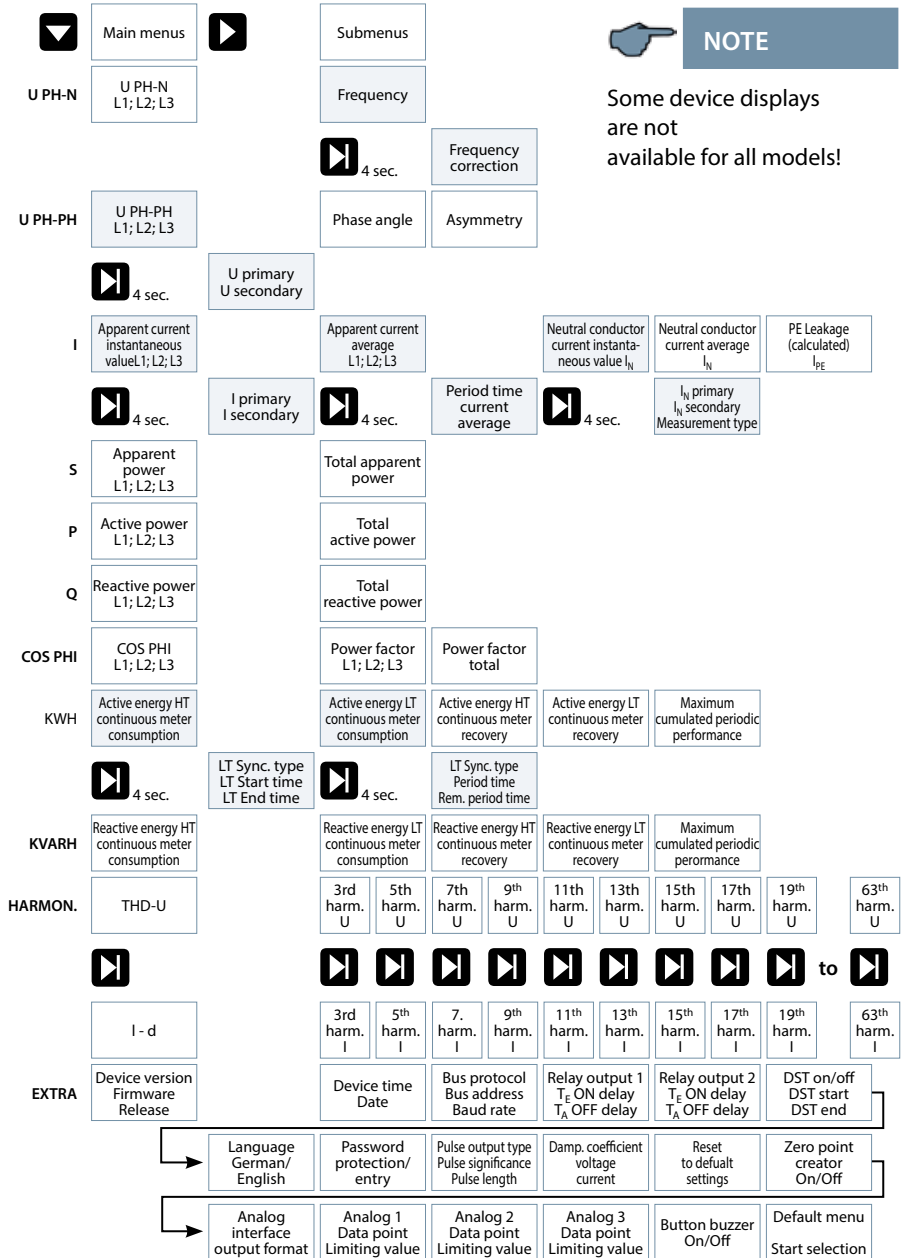 Main menus
Submenus
NOTE
Some device displays
are not
available for all models!
U PH-N
U PH-N
L1; L2; L3
Frequency
4 sec.
Frequency
correction
U PH-PH
U PH-PH
L1; L2; L3
Phase angle
Asymmetry
4 sec.
U primary
U secondary
I
Apparent current
instantaneous
valueL1; L2; L3
Apparent current
average
L1; L2; L3
Neutral conductor
current instanta-
neous value IN
Neutral conductor
current average
IN
PE Leakage
(calculated)
IPE
4 sec.
I primary
I secondary
4 sec.
Period time
current
average
4 sec.
IN primary
IN secondary
Measurement type
S
Apparent
power
L1; L2; L3
Total apparent
power
P
Active power
L1; L2; L3
Total
active power
Q
Reactive power
L1; L2; L3
Total
reactive power
COS PHI
COS PHI
L1; L2; L3
Power factor
L1; L2; L3
Power factor
total
KWH
Active energy HT
continuous meter
consumption
Active energy LT
continuous meter
consumption
Active energy HT
continuous meter
recovery
Active energy LT
continuous meter
recovery
Maximum
cumulated periodic
performance
4 sec.
LT Sync. type
LT Start time
LT End time
4 sec.
LT Sync. type
Period time
Rem. period time
KVARH
Reactive energy HT
continuous meter
consumption
Reactive energy LT
continuous meter
consumption
Reactive energy HT
continuous meter
recovery
Reactive energy LT
continuous meter
recovery
Maximum
cumulated periodic
perormance
HARMON.
THD-U
3rd
harm.
U
5th
harm.
U
7th
harm.
U
9th
harm.
U
11th
harm.
U
13th
harm.
U
15th
harm.
U
17th
harm.
U
19th
harm.
U
63th
harm.
U
to
I - d
3rd
harm.
I
5th
harm.
I
7.
harm.
I
9th
harm.
I
11th
harm.
I
13th
harm.
I
15th
harm.
I
17th
harm.
I
19th
harm.
I
63th
harm.
I
EXTRA
Device version
Firmware
Release
Device time
Date
Bus protocol
Bus address
Baud rate
Relay output 1
TE ON delay
TA OFF delay
Relay output 2
TE ON delay
TA OFF delay
DST on/off
DST start
DST end
Language
German/
English
Password
protection/
entry
Pulse output type
Pulse significance
Pulse length
Damp. coefficient
voltage
current
Reset
to defualt
settings
Zero point
creator
On/Off
Analog
interface
output format
Analog 1
Data point
Limiting value
Analog 2
Data point
Limiting value
Analog 3
Data point
Limiting value
Button buzzer
On/Off
Default menu
Start selection